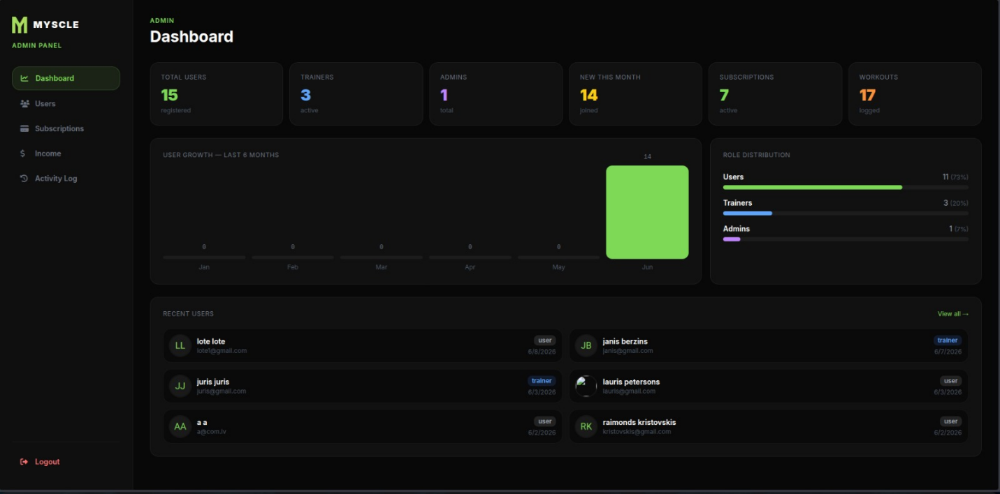 MYSCLE
ADMIN PANEL
Dashboard
Users
Subscriptions
Income
Activity Log
Logout
ADMIN
Dashboard
TOTAL USERS
15
registered
TRAINERS
3
active
ADMINS
1
total
NEW THIS MONTH
14
joined
SUBSCRIPTIONS
7
active
WORKOUTS
17
logged
USER GROWTH — LAST 6 MONTHS
0
Jan
0
Feb
0
Mar
0
Apr
0
May
14
Jun
ROLE DISTRIBUTION
Users 11 (73%)
Trainers 3 (20%)
Admins 1 (7%)
RECENT USERS
View all →
LL
lote lote
lote1@gmail.com
user
6/8/2026
JB
janis berzins
janis@gmail.com
trainer
6/7/2026
JJ
juris juris
juris@gmail.com
trainer
6/3/2026
lauris petersons
lauris@gmail.com
user
6/3/2026
AA
a a
a@com.lv
user
6/2/2026
RK
raimonds kristovskis
kristovskis@gmail.com
user
6/2/2026